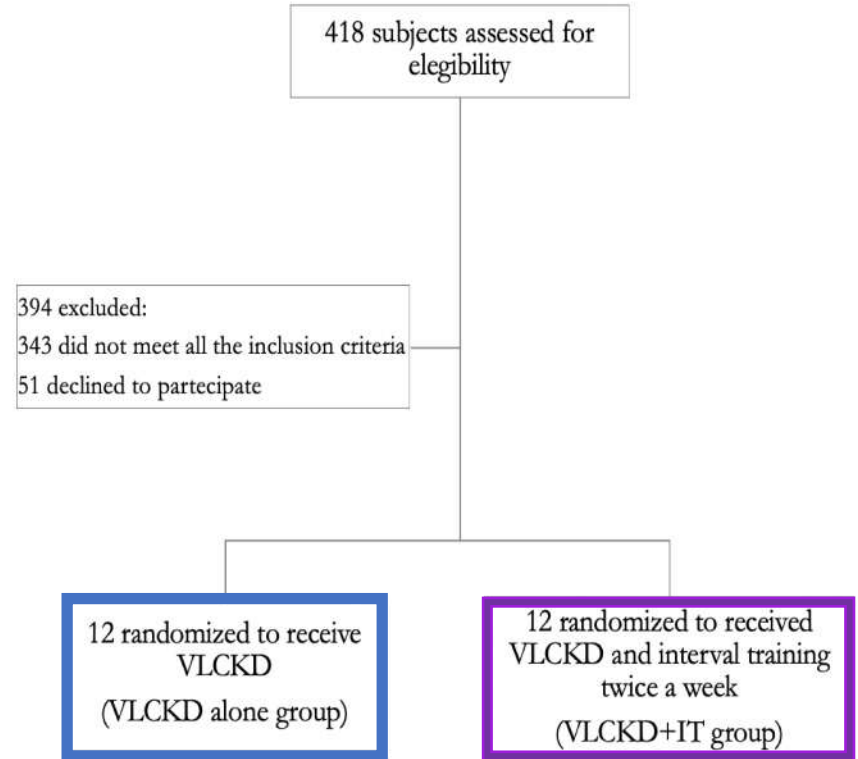 418 subjects assessed for
elegibility
394 excluded:
343 did not meet all the inclusion criteria
51 declined to partecipate
12 randomized to receive
VLCKD
(VLCKD alone group)
12 randomized to received
VLCKD and interval training
twice a week
(VLCKD+IT group)